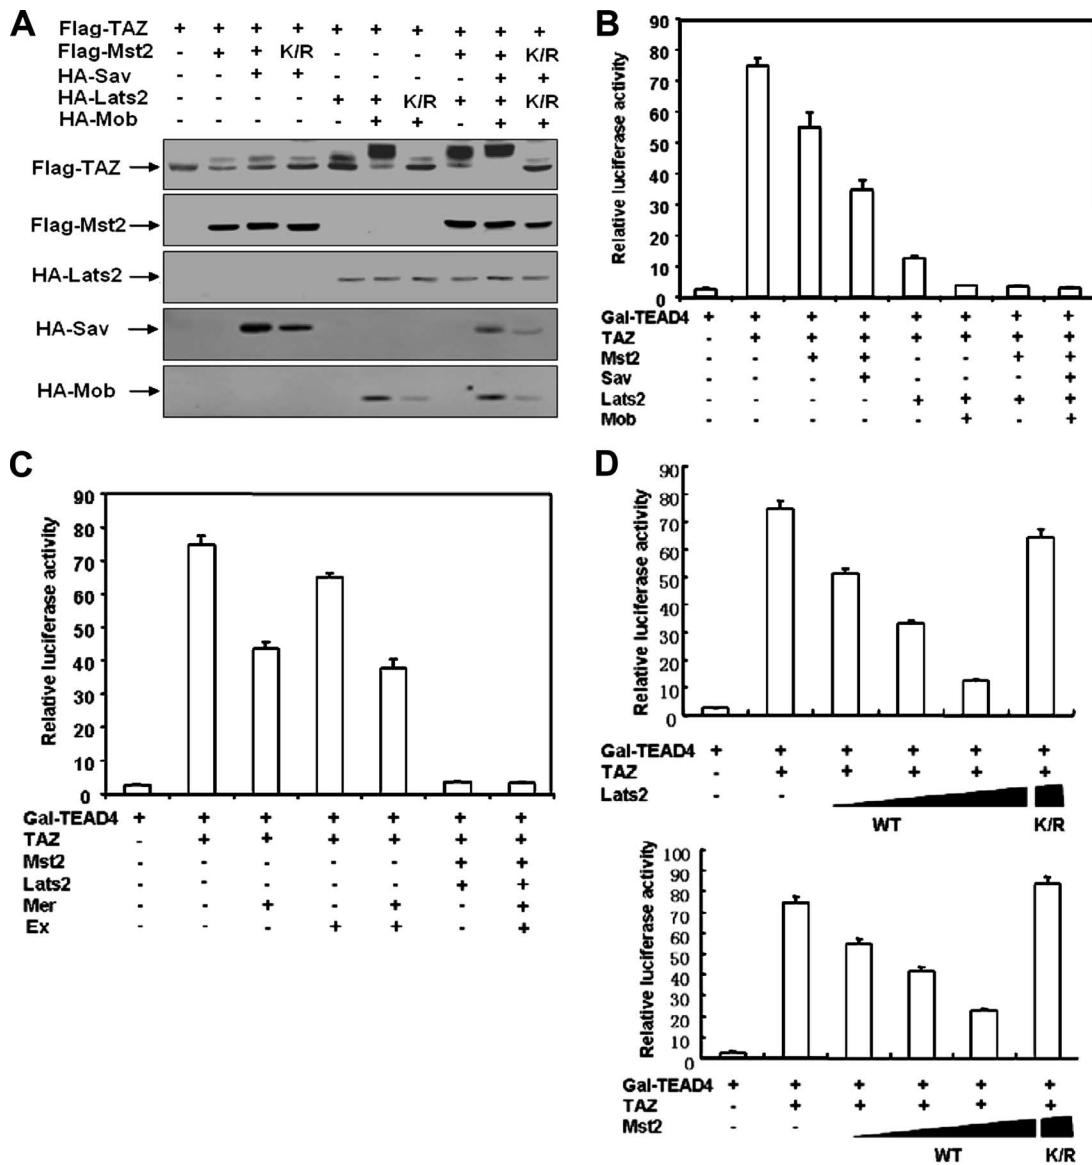 A
Flag-TAZ + + + + + + + + + +
Flag-Mst2 - + + K/R - - - + + K/R
HA-Sav - - + + - - - - + +
HA-Lats2 - - - - + + K/R + + K/R
HA-Mob - - - - - + + - + +
Flag-TAZ
Flag-Mst2
HA-Lats2
HA-Sav
HA-Mob
B
Relative luciferase activity
90
80
70
60
50
40
30
20
10
0
Gal-TEAD4 + + + + + + + +
TAZ - + + + + + + +
Mst2 - - + + - - + +
Sav - - - + - - - +
Lats2 - - - - + + + +
Mob - - - - - + - +
C
Relative luciferase activity
90
80
70
60
50
40
30
20
10
0
Gal-TEAD4 + + + + + + +
TAZ - + + + + + +
Mst2 - - - - - + +
Lats2 - - - - - + +
Mer - - + - + - +
Ex - - - + + - +
D
Relative luciferase activity
90
80
70
60
50
40
30
20
10
0
Gal-TEAD4 + + + + + +
TAZ - + + + + +
Lats2 - -
WT K/R
Relative luciferase activity
100
90
80
70
60
50
40
30
20
10
0
Gal-TEAD4 + + + + + +
TAZ - + + + + +
Mst2 - -
WT K/R